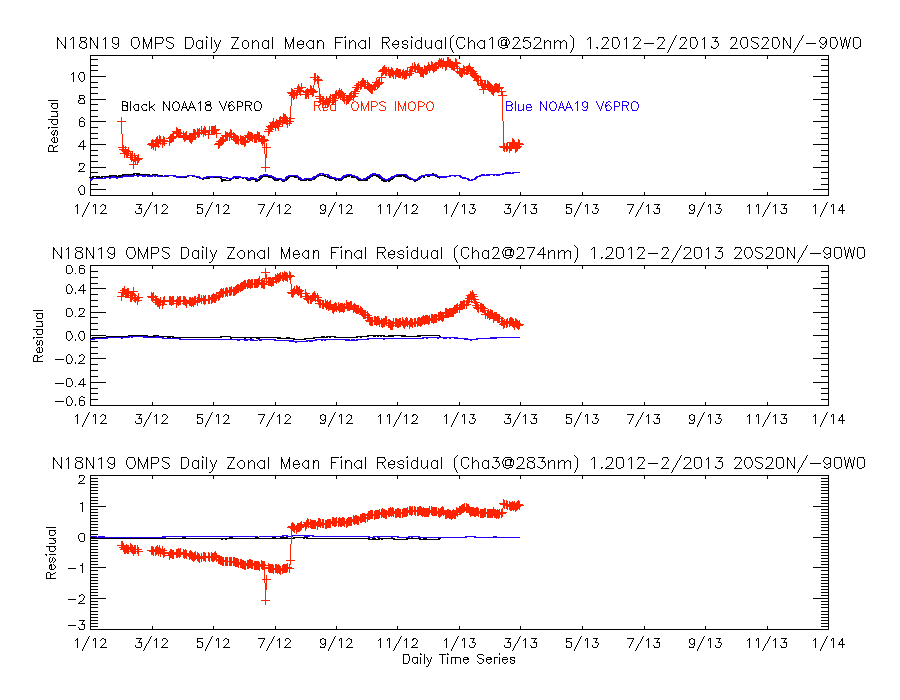 N18N19 OMPS Daily Zonal Mean Final Residual(Cha1@252nm) 1.2012-2/2013 20S20N/-90W0
Residual
10
8
6
4
2
0
Black NOAA18 V6PRO
Red OMPS IMOPO
Blue NOAA19 V6PRO
1/12 3/12 5/12 7/12 9/12 11/12 1/13 3/13 5/13 7/13 9/13 11/13 1/14
N18N19 OMPS Daily Zonal Mean Final Residual (Cha2@274nm) 1.2012-2/2013 20S20N/-90W0
Residual
0.6
0.4
0.2
0.0
-0.2
-0.4
-0.6
1/12 3/12 5/12 7/12 9/12 11/12 1/13 3/13 5/13 7/13 9/13 11/13 1/14
N18N19 OMPS Daily Zonal Mean Final Residual (Cha3@283nm) 1.2012-2/2013 20S20N/-90W0
Residual
2
1
0
-1
-2
-3
1/12 3/12 5/12 7/12 9/12 11/12 1/13 3/13 5/13 7/13 9/13 11/13 1/14
Daily Time Series